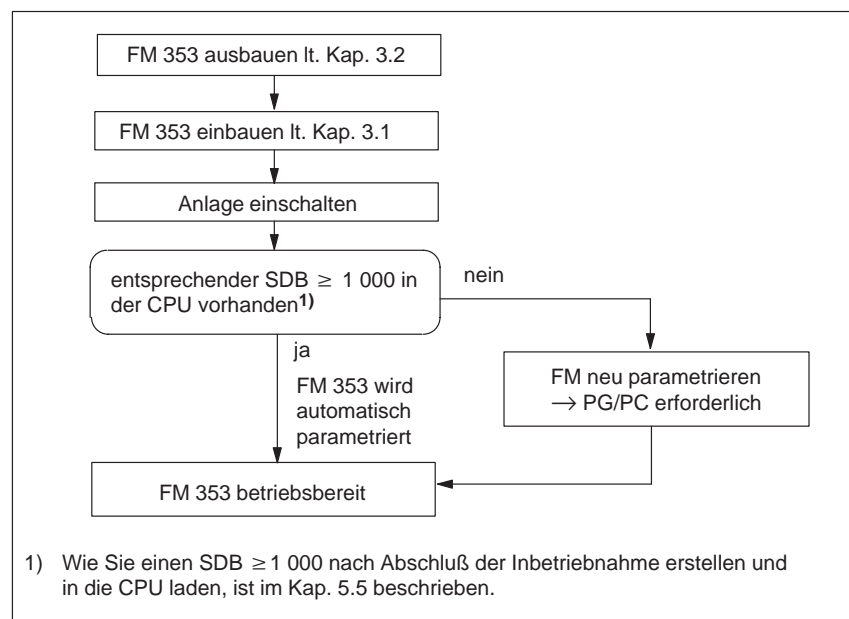 FM 353 ausbauen lt. Kap. 3.2
FM 353 einbauen lt. Kap. 3.1
Anlage einschalten
entsprechender SDB ≥ 1 000 in
der CPU vorhanden1)
nein
ja
FM 353 wird
automatisch
parametriert
FM neu parametrieren
→ PG/PC erforderlich
FM 353 betriebsbereit
1) Wie Sie einen SDB ≥ 1 000 nach Abschluß der Inbetriebnahme erstellen und
in die CPU laden, ist im Kap. 5.5 beschrieben.